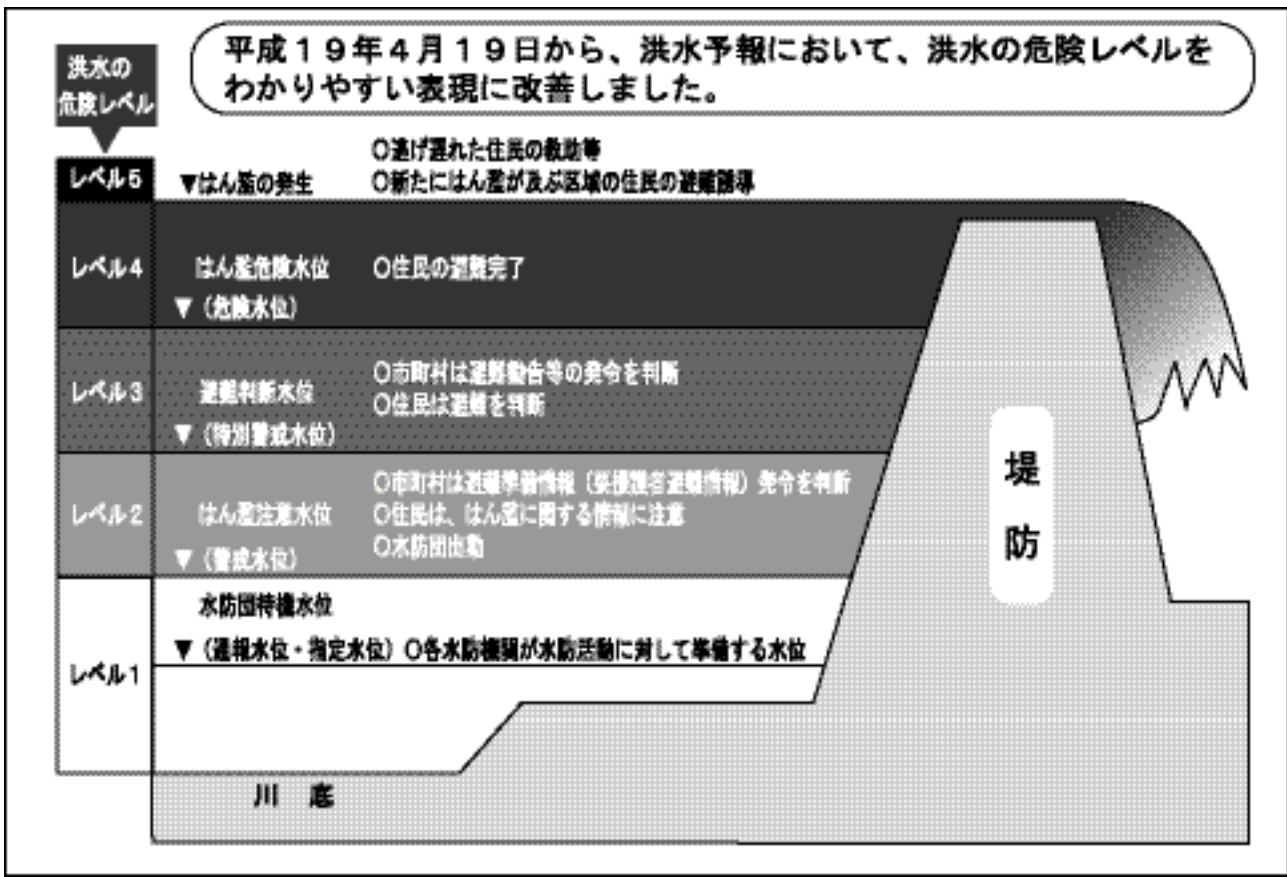 平成１９年４月１９日から、洪水予報において、洪水の危険レベルを
わかりやすい表現に改善しました。
洪水の
危険レベル
レベル５
▼はん濫の発生
○逃げ遅れた住民の救助等
○新たにはん濫が及ぶ区域の住民の避難誘導
レベル４
はん濫危険水位
▼（危険水位）
○住民の避難完了
レベル３
避難判断水位
▼（特別警戒水位）
○市町村は避難勧告等の発令を判断
○住民は避難を判断
レベル２
はん濫注意水位
▼（警戒水位）
○市町村は避難準備情報（要援護者避難情報）発令を判断
○住民は、はん濫に関する情報に注意
○水防団出動
レベル１
水防団待機水位
▼（通報水位・指定水位）○各水防機関が水防活動に対して準備する水位
堤防
川　底